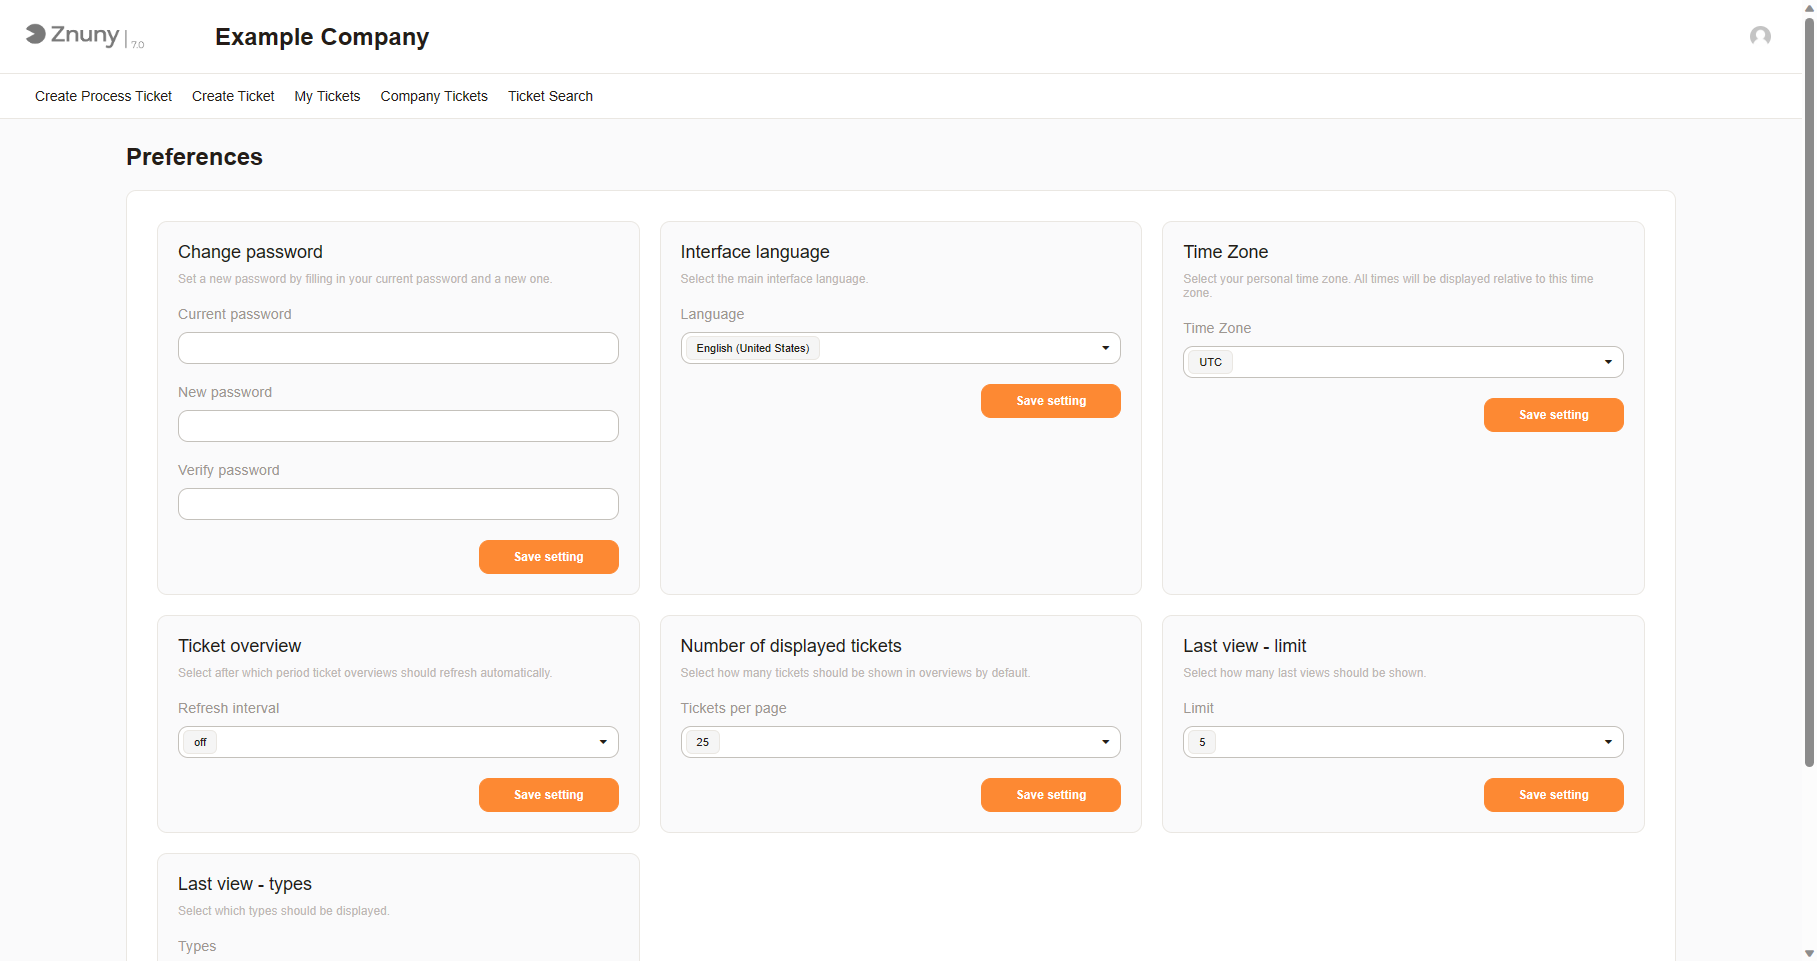 Znuny | 7.0
Example Company
Create Process Ticket
Create Ticket
My Tickets
Company Tickets
Ticket Search
Preferences
Change password
Set a new password by filling in your current password and a new one.
Current password
New password
Verify password
Save setting
Interface language
Select the main interface language.
Language
English (United States)
Save setting
Time Zone
Select your personal time zone. All times will be displayed relative to this time
zone.
Time Zone
UTC
Save setting
Ticket overview
Select after which period ticket overviews should refresh automatically.
Refresh interval
off
Save setting
Number of displayed tickets
Select how many tickets should be shown in overviews by default.
Tickets per page
25
Save setting
Last view - limit
Select how many last views should be shown.
Limit
5
Save setting
Last view - types
Select which types should be displayed.
Types